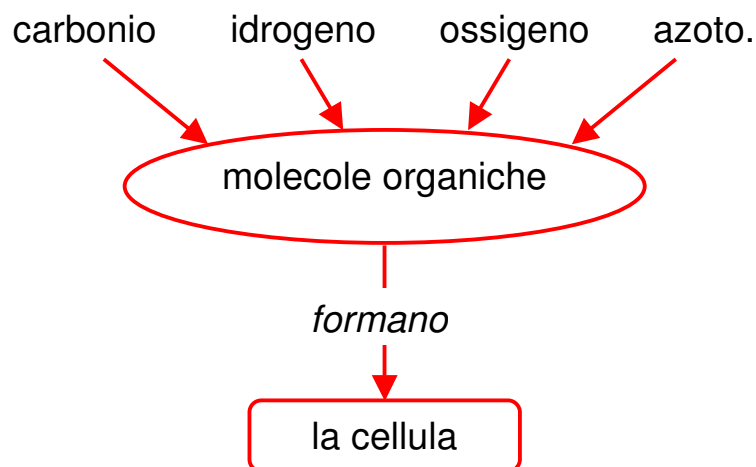 carbonio idrogeno ossigeno azoto.
molecole organiche
formano
la cellula